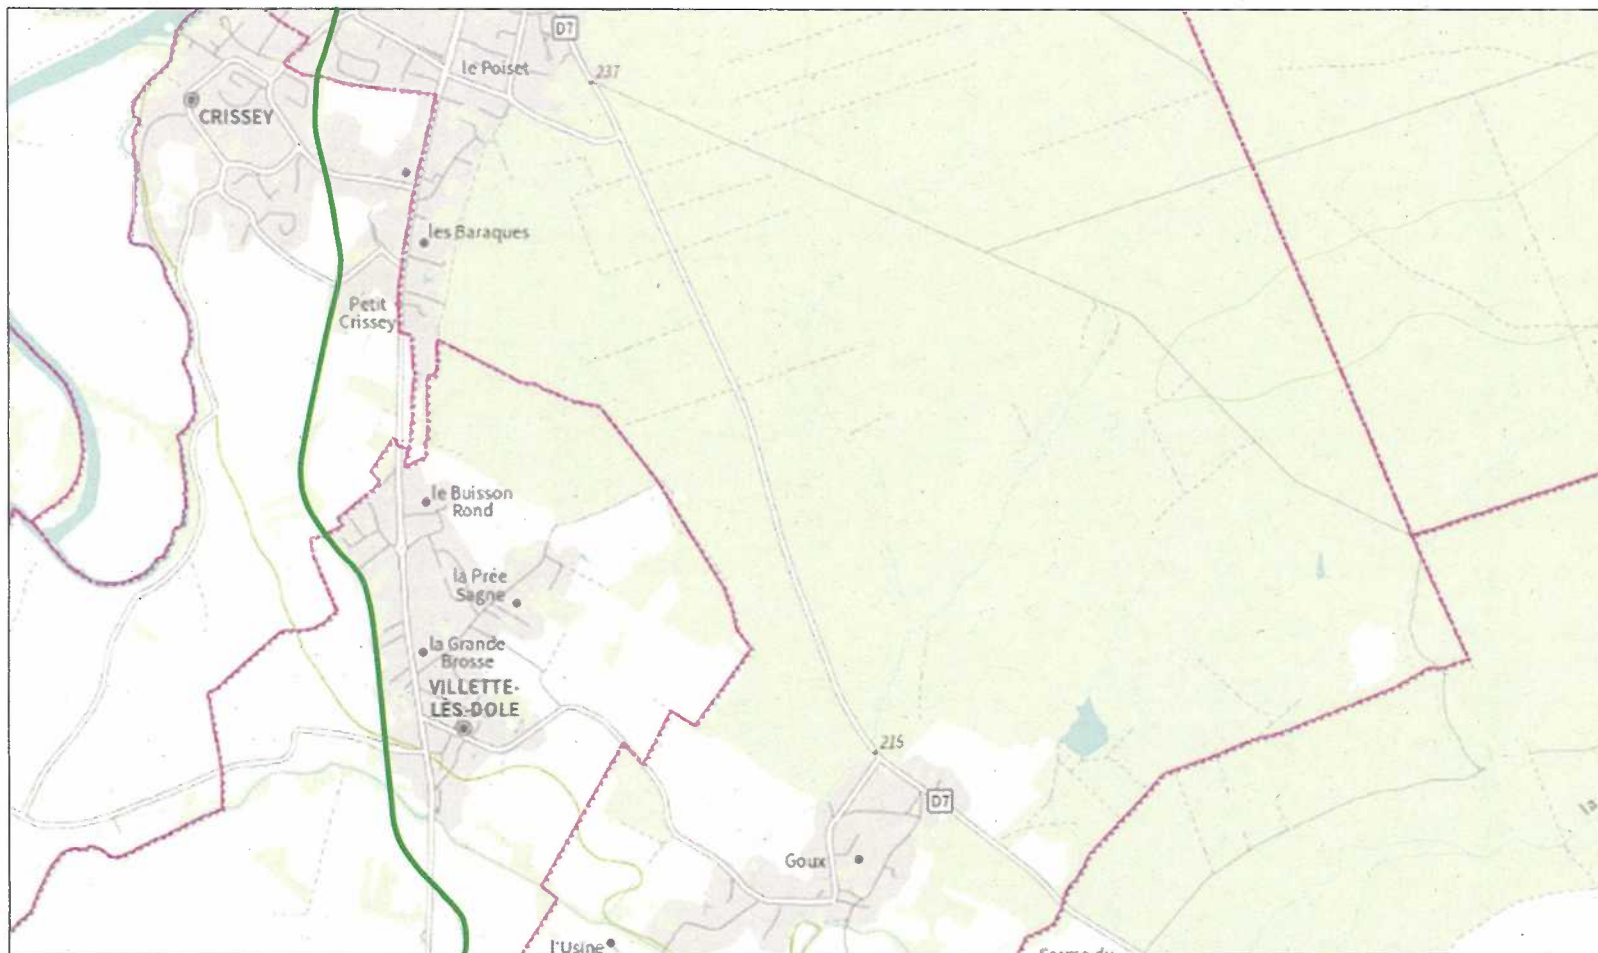 D7
le Poiset
237
CRISSEY
les Baraques
Petit
Crissey
le Buisson
Rond
la Prée
Sagne
la Grande
Brosse
VILLETTE-
LÈS-DOLE
215
D7
la
Goux
l'Usine